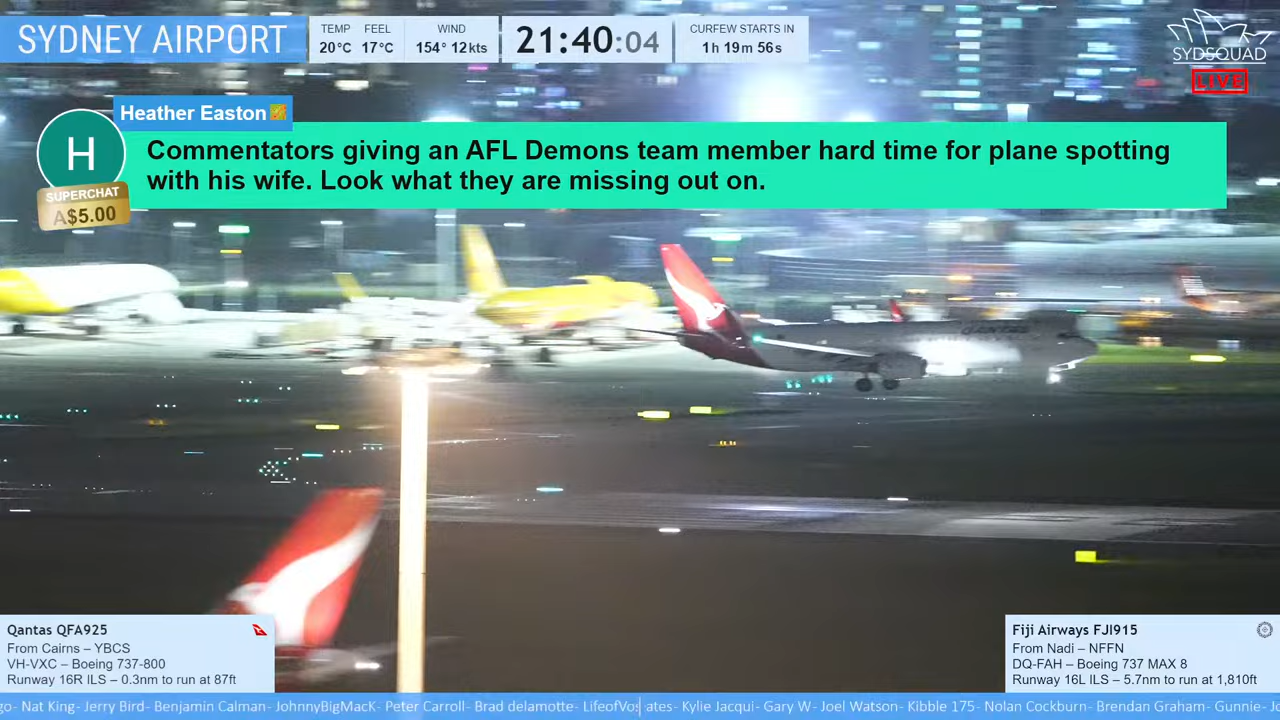 SYDNEY AIRPORT
TEMP FEEL WIND
20°C 17°C 154° 12kts
21:40:04
CURFEW STARTS IN
1h 19m 56s
SYDSQUAD
LIVE
Heather Easton
H
SUPERCHAT
A$5.00
Commentators giving an AFL Demons team member hard time for plane spotting
with his wife. Look what they are missing out on.
QANTAS
Qantas QFA925
From Cairns – YBCS
VH-VXC – Boeing 737-800
Runway 16R ILS – 0.3nm to run at 87ft
Fiji Airways FJI915
From Nadi – NFFN
DQ-FAH – Boeing 737 MAX 8
Runway 16L ILS – 5.7nm to run at 1,810ft
go- Nat King- Jerry Bird- Benjamin Calman- JohnnyBigMacK- Peter Carroll- Brad delamotte- LifeofVos ates- Kylie Jacqui- Gary W- Joel Watson- Kibble 175- Nolan Cockburn- Brendan Graham- Gunnie- Jo